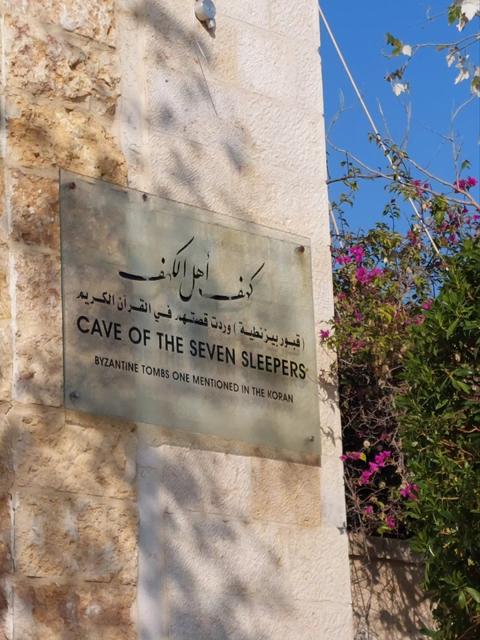 كهف أهل الكهف
(قبور بيزنطية) وردت قصتهم في القرآن الكريم
CAVE OF THE SEVEN SLEEPERS
BYZANTINE TOMBS ONE MENTIONED IN THE KORAN